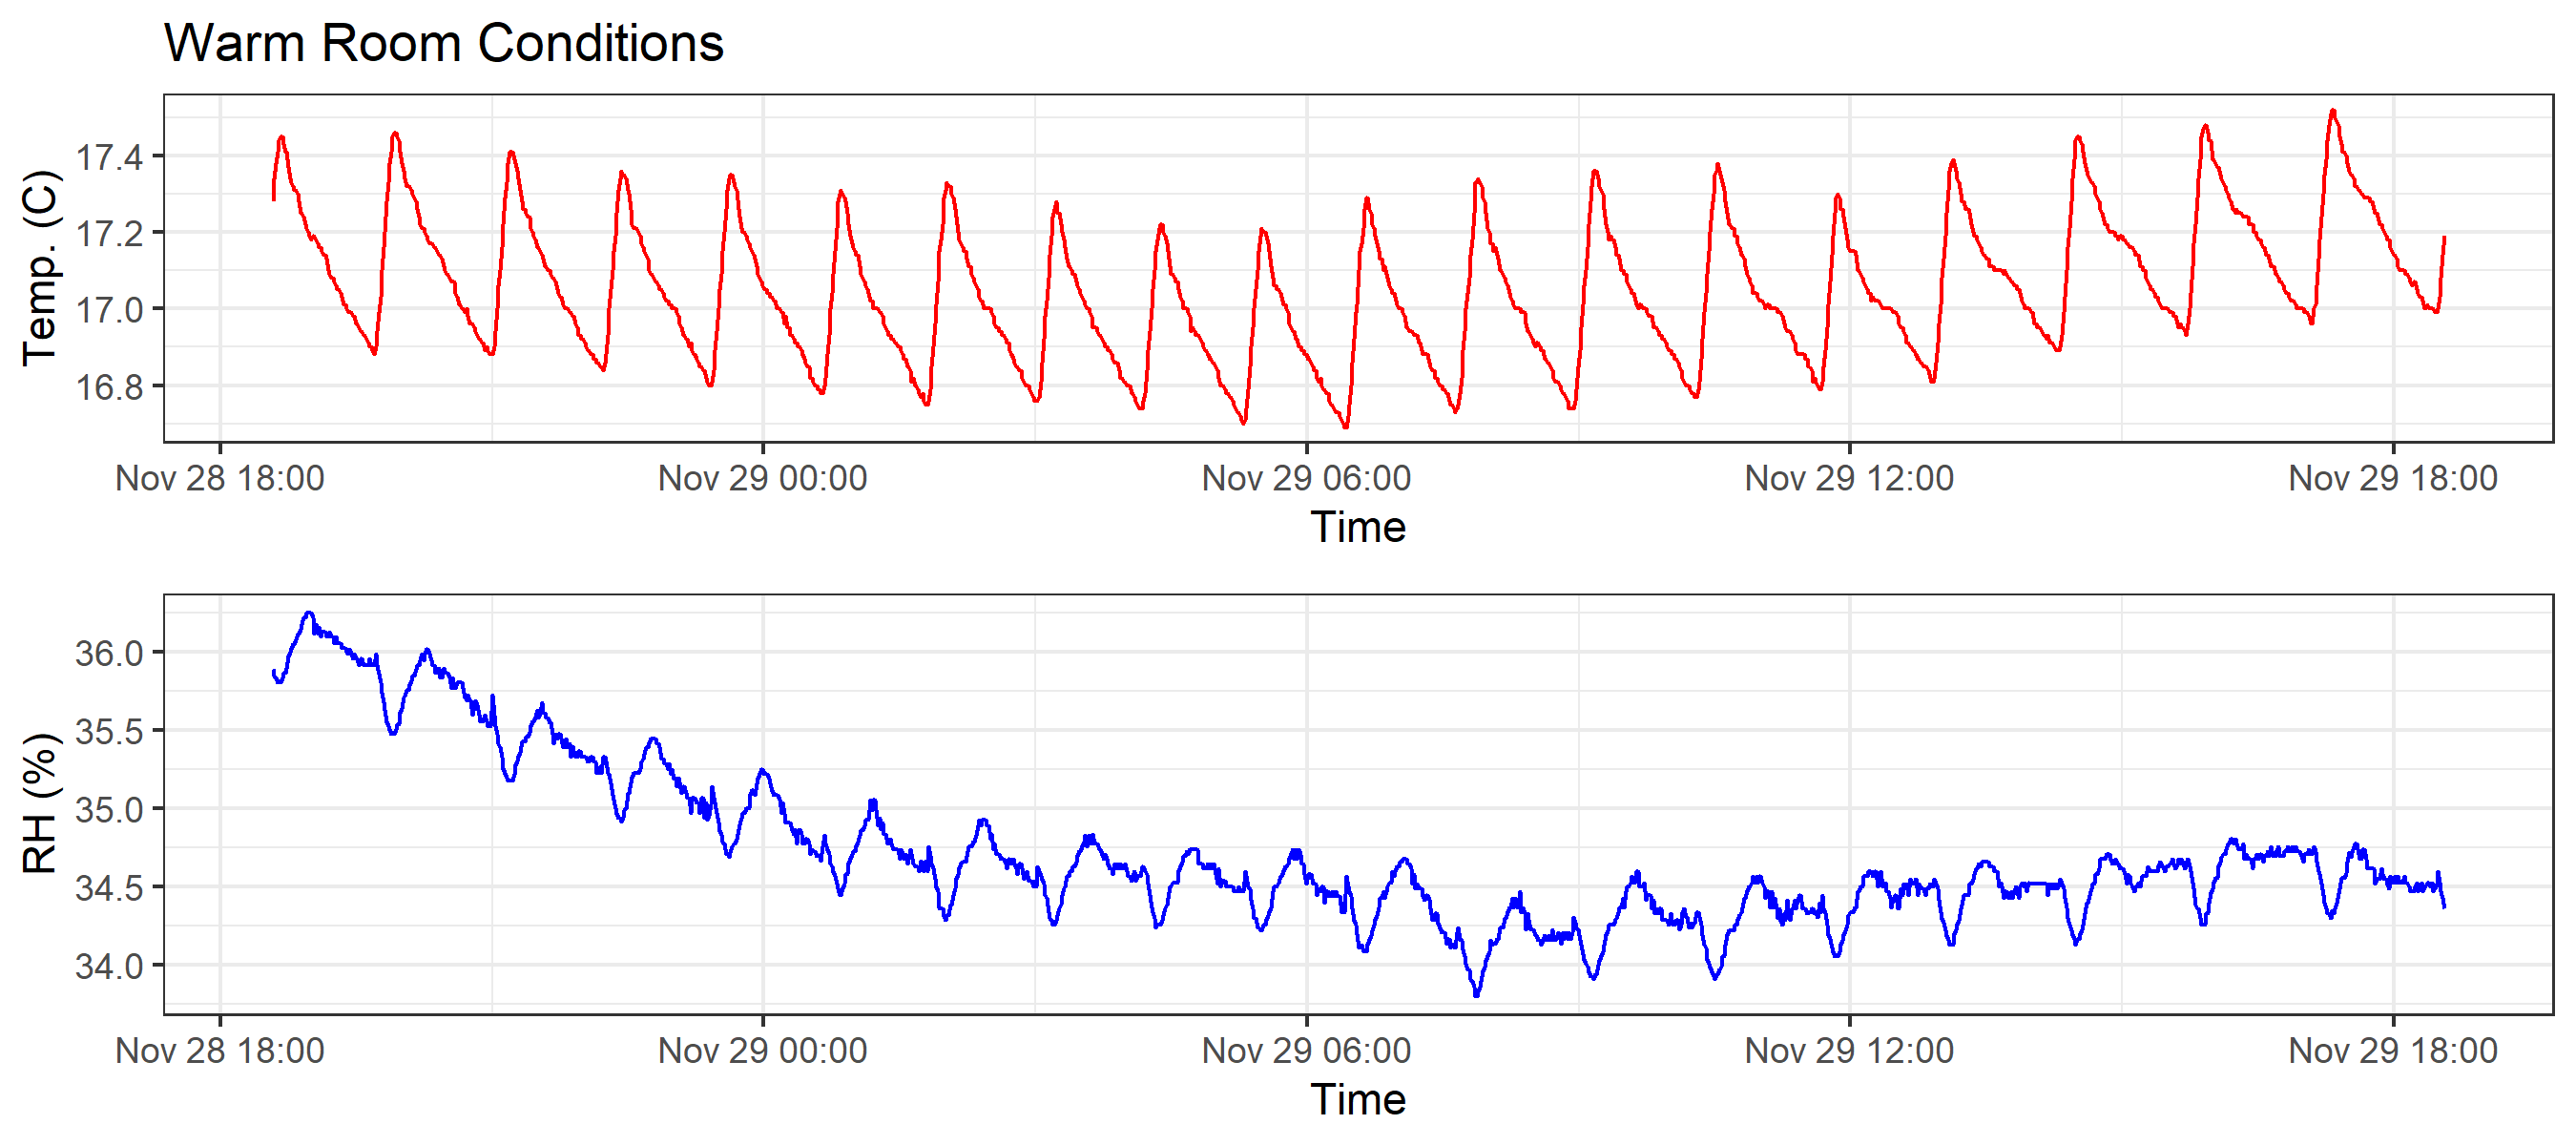 Warm Room Conditions
Temp. (C)
17.4
17.2
17.0
16.8
Nov 28 18:00 Nov 29 00:00 Nov 29 06:00 Nov 29 12:00 Nov 29 18:00
Time
RH (%)
36.0
35.5
35.0
34.5
34.0
Nov 28 18:00 Nov 29 00:00 Nov 29 06:00 Nov 29 12:00 Nov 29 18:00
Time